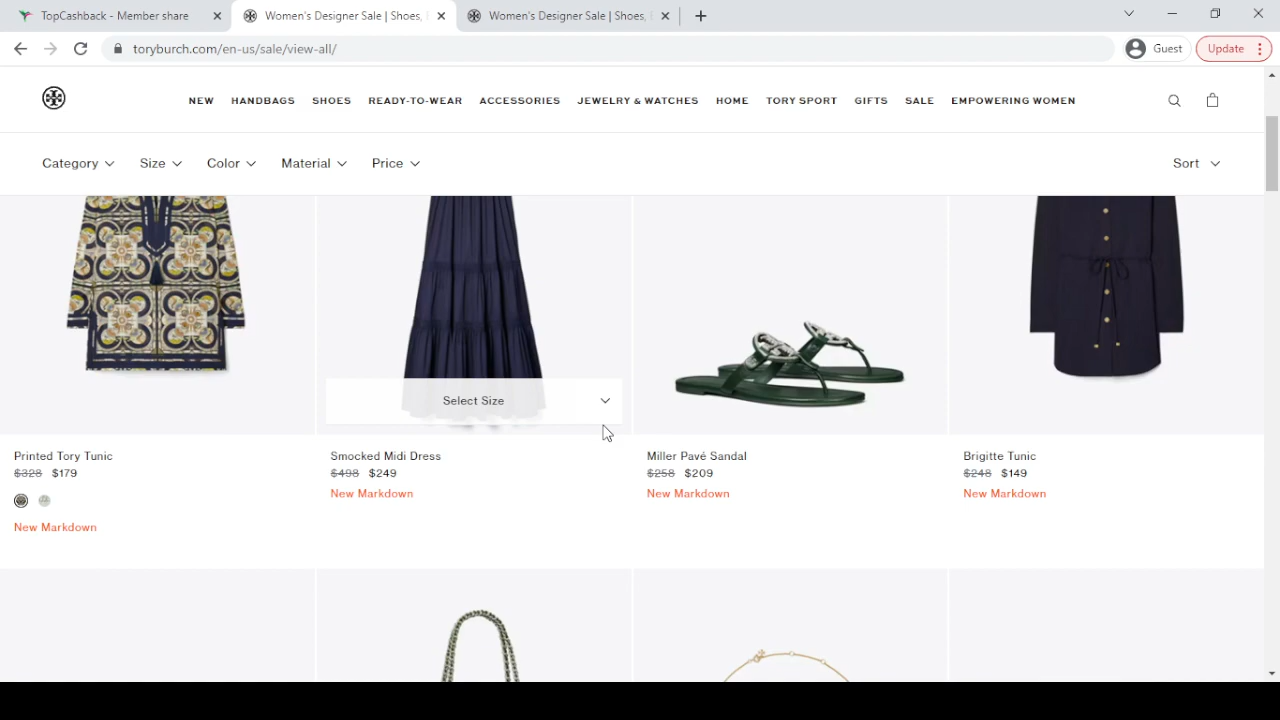 TopCashback - Member share
Women's Designer Sale | Shoes,
Women's Designer Sale | Shoes,
toryburch.com/en-us/sale/view-all/
Guest
Update
NEW HANDBAGS SHOES READY-TO-WEAR ACCESSORIES JEWELRY & WATCHES HOME TORY SPORT GIFTS SALE EMPOWERING WOMEN
Category Size Color Material Price Sort
Select Size
Printed Tory Tunic
$328 $179
New Markdown
Smocked Midi Dress
$498 $249
New Markdown
Miller Pavé Sandal
$258 $209
New Markdown
Brigitte Tunic
$248 $149
New Markdown